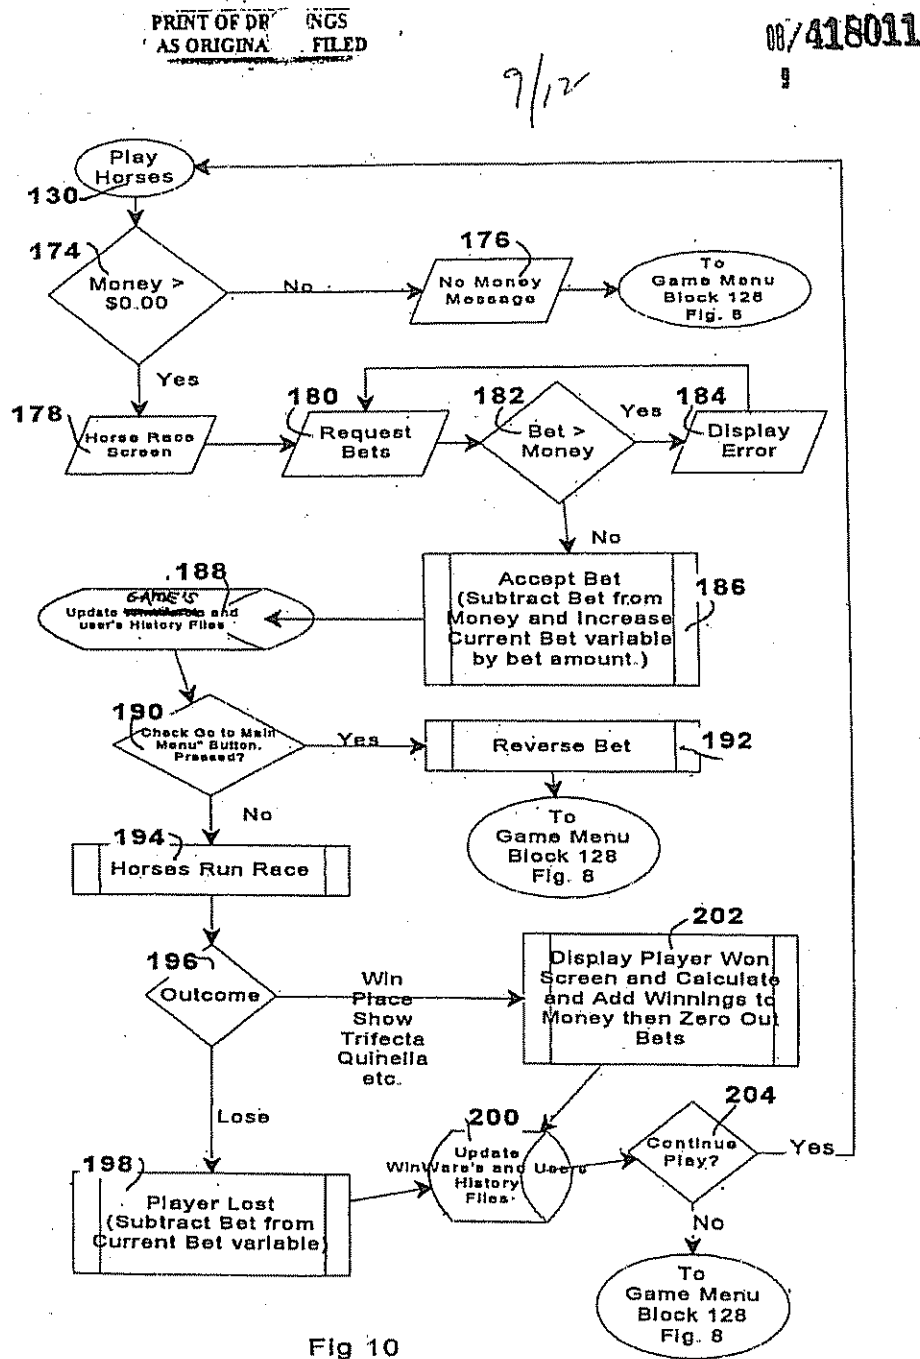 PRINT OF DR INGS
AS ORIGINA FILED
08/418011
9/12
9
Play
Horses
130
174
Money >
$0.00
No
176
No Money
Message
To
Game Menu
Block 128
Fig. 8
Yes
178
Horse Race
Screen
180
Request
Bets
182
Bet >
Money
Yes
184
Display
Error
No
186
Accept Bet
(Subtract Bet from
Money and Increase
Current Bet variable
by bet amount.)
188
GAME'S
Update and
user's History Files
190
Check Go to Main
Menu" Button.
Pressed?
Yes
192
Reverse Bet
To
Game Menu
Block 128
Fig. 8
No
194
Horses Run Race
196
Outcome
Win
Place
Show
Trifecta
Quinella
etc.
202
Display Player Won
Screen and Calculate
and Add Winnings to
Money then Zero Out
Bets
Lose
198
Player Lost
(Subtract Bet from
Current Bet variable)
200
Update
WinWare's and Users
History
Files
204
Continue
Play?
Yes
No
To
Game Menu
Block 128
Fig. 8
Fig 10